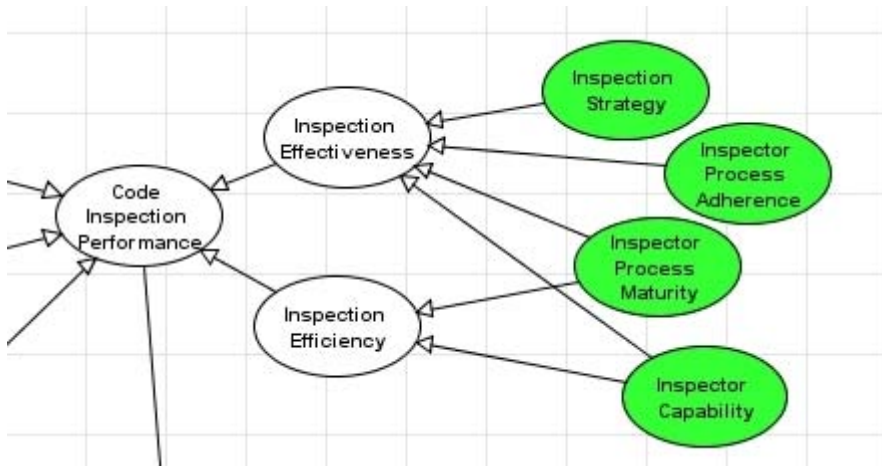 Inspection
Strategy
Inspection
Effectiveness
Inspector
Process
Adherence
Code
Inspection
Performance
Inspector
Process
Maturity
Inspection
Efficiency
Inspector
Capability